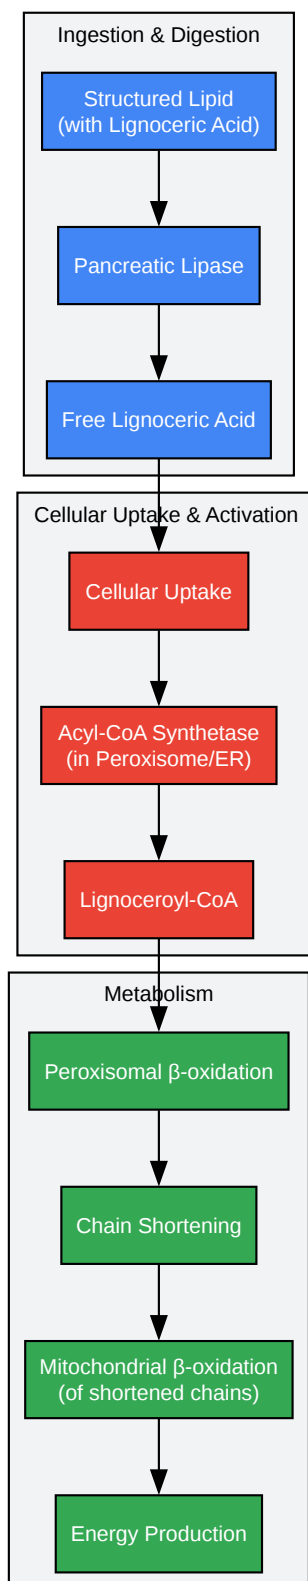 Ingestion & Digestion
Structured Lipid
(with Lignoceric Acid)
Pancreatic Lipase
Free Lignoceric Acid
Cellular Uptake & Activation
Cellular Uptake
Acyl-CoA Synthetase
(in Peroxisome/ER)
Lignoceroyl-CoA
Metabolism
Peroxisomal β-oxidation
Chain Shortening
Mitochondrial β-oxidation
(of shortened chains)
Energy Production